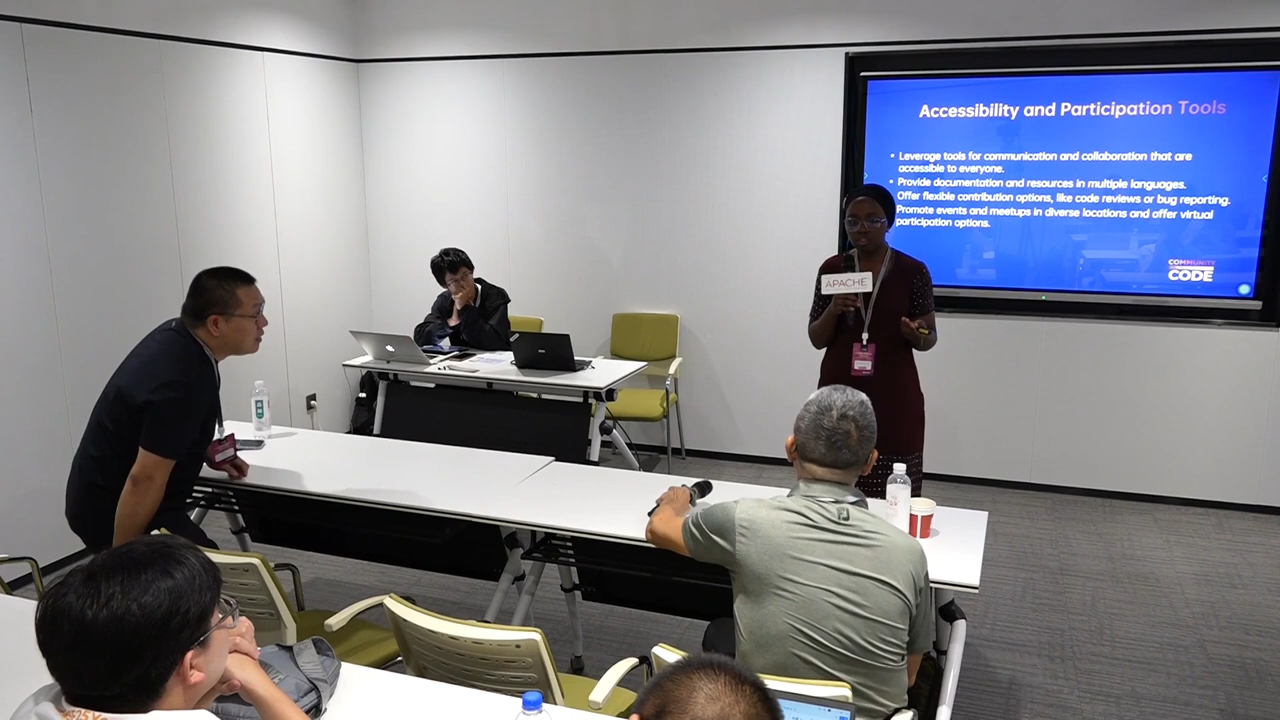 Accessibility and Participation Tools
• Leverage tools for communication and collaboration that are
accessible to everyone.
• Provide documentation and resources in multiple languages.
Offer flexible contribution options, like code reviews or bug reporting.
Promote events and meetups in diverse locations and offer virtual
participation options.
COMMUNITY
CODE
APACHE